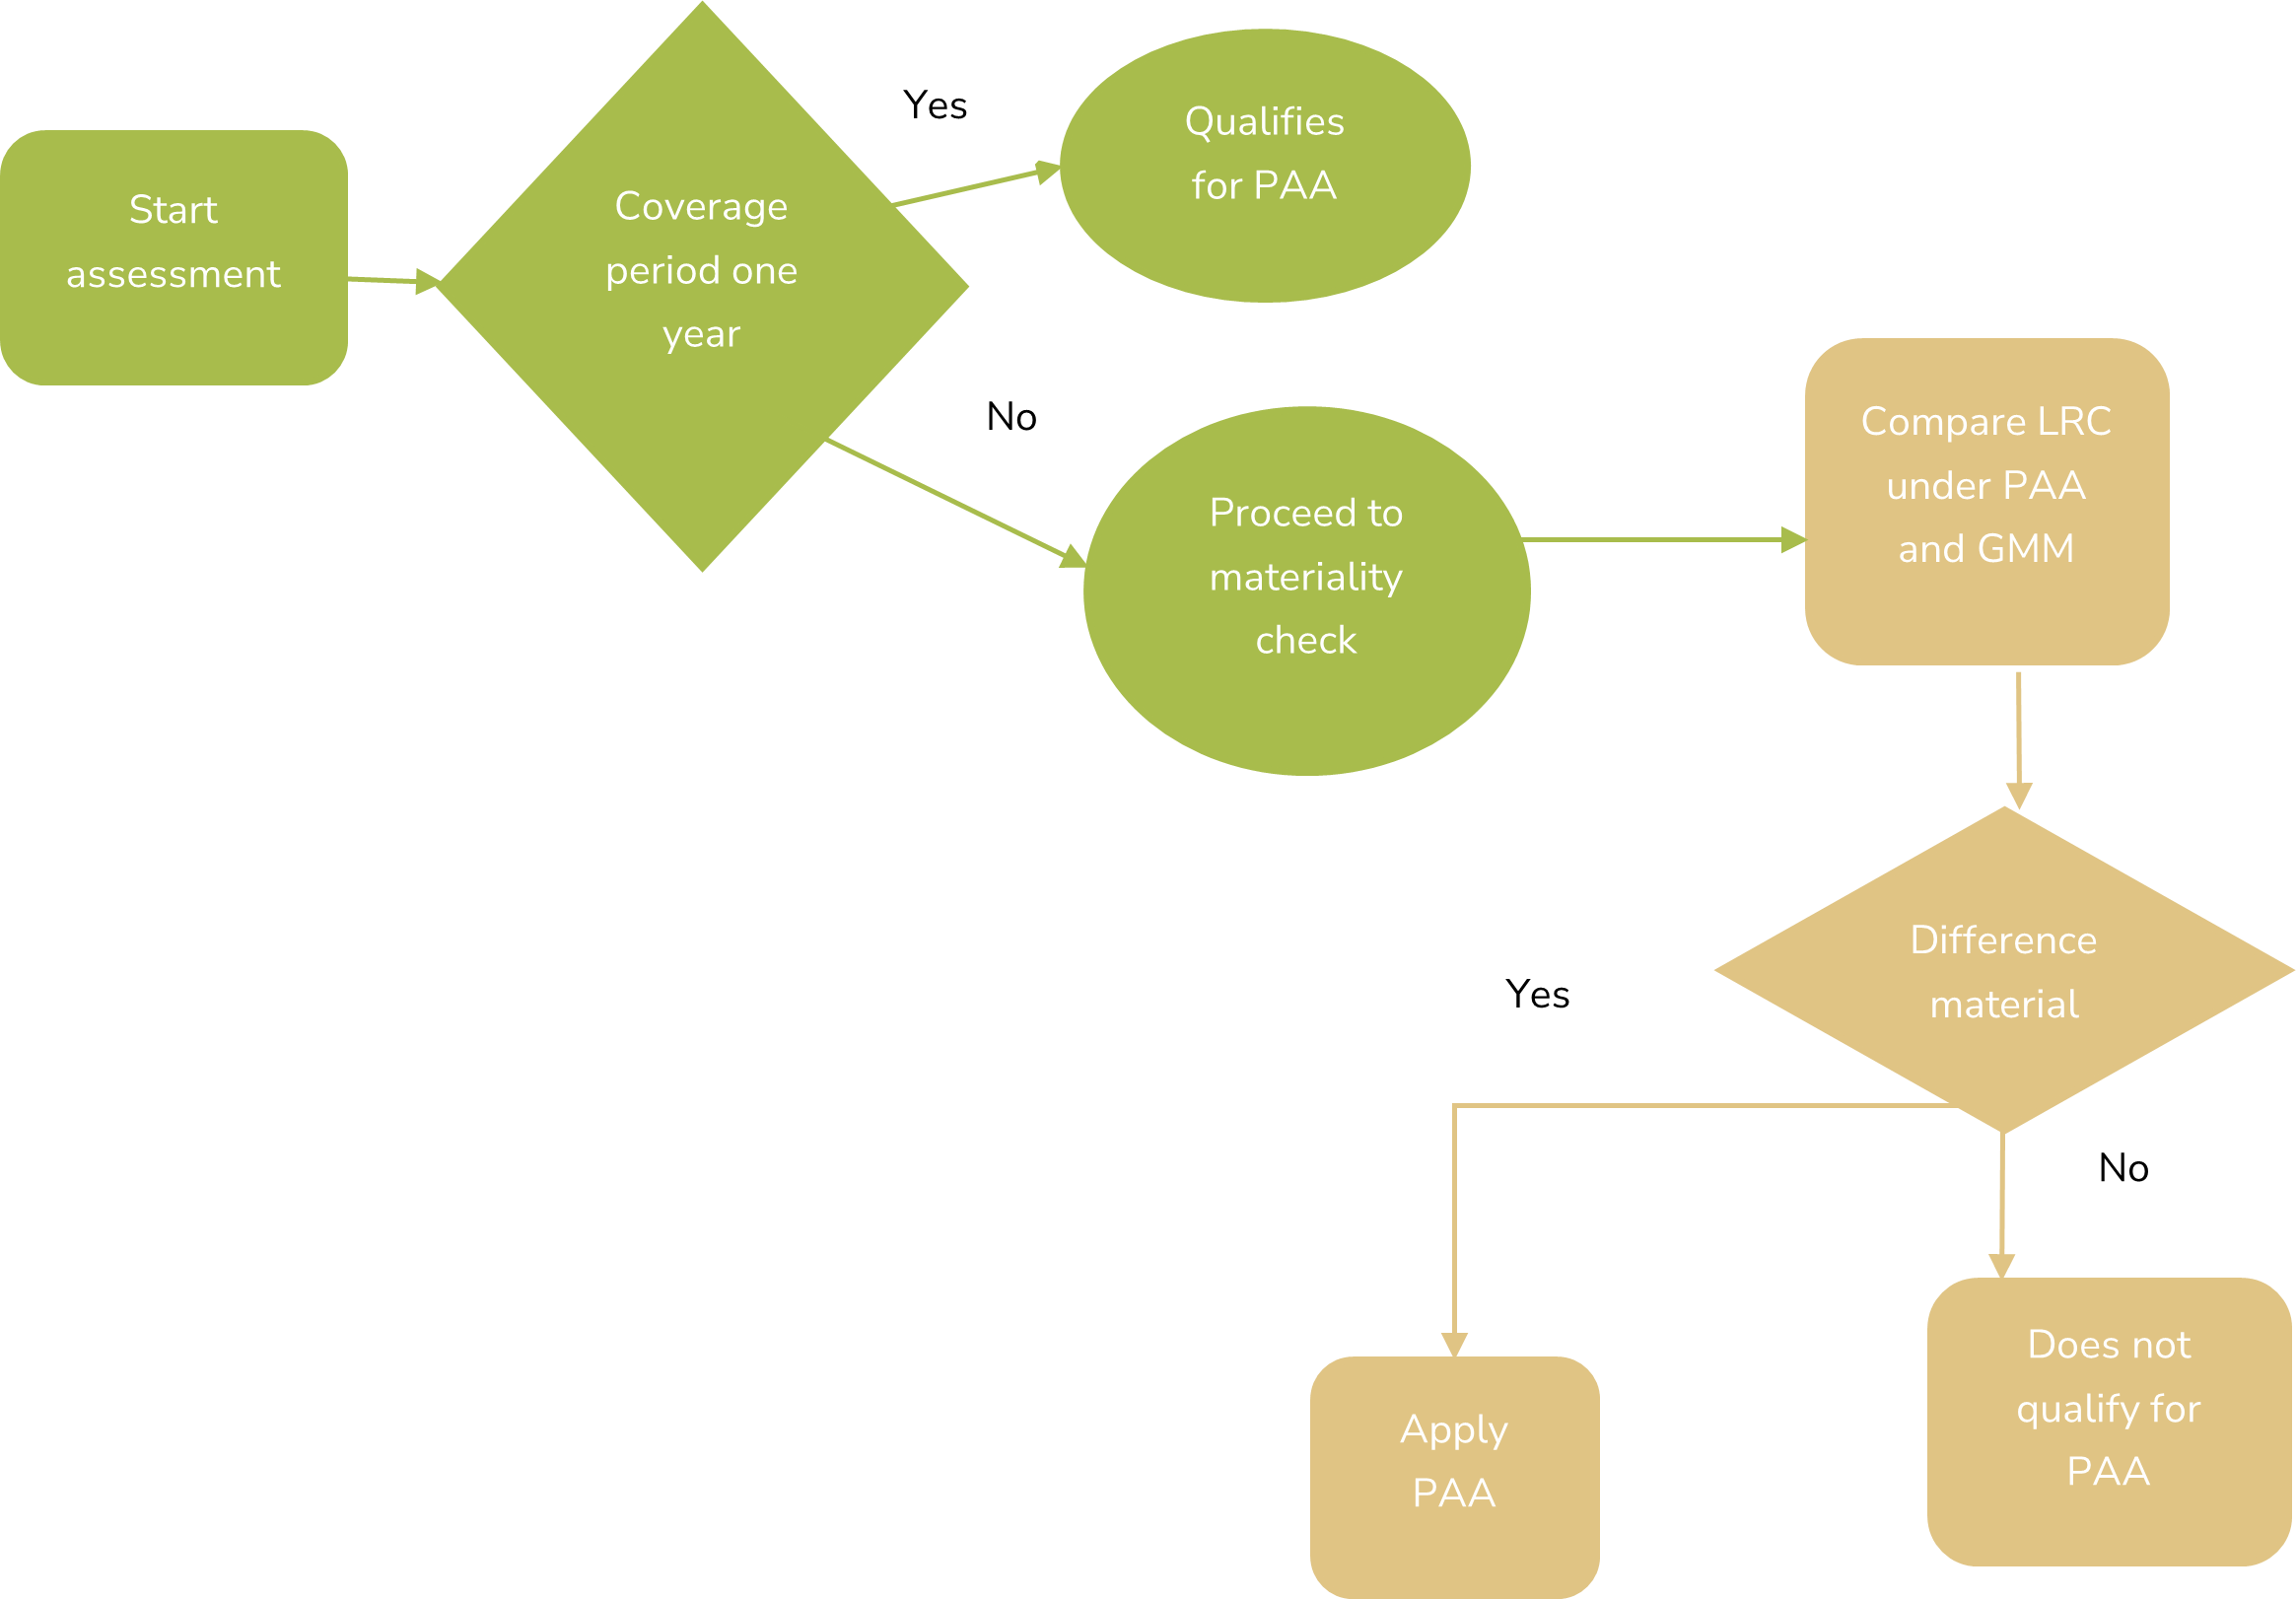 Start
assessment
Coverage
period one
year
Yes
Qualifies
for PAA
No
Proceed to
materiality
check
Compare LRC
under PAA
and GMM
Difference
material
Yes
No
Apply
PAA
Does not
qualify for
PAA